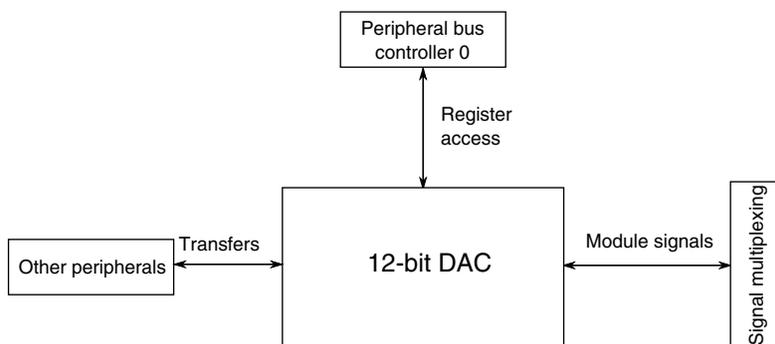 Peripheral bus
controller 0
Register
access
Transfers
Other peripherals
12-bit DAC
Module signals
Signal multiplexing